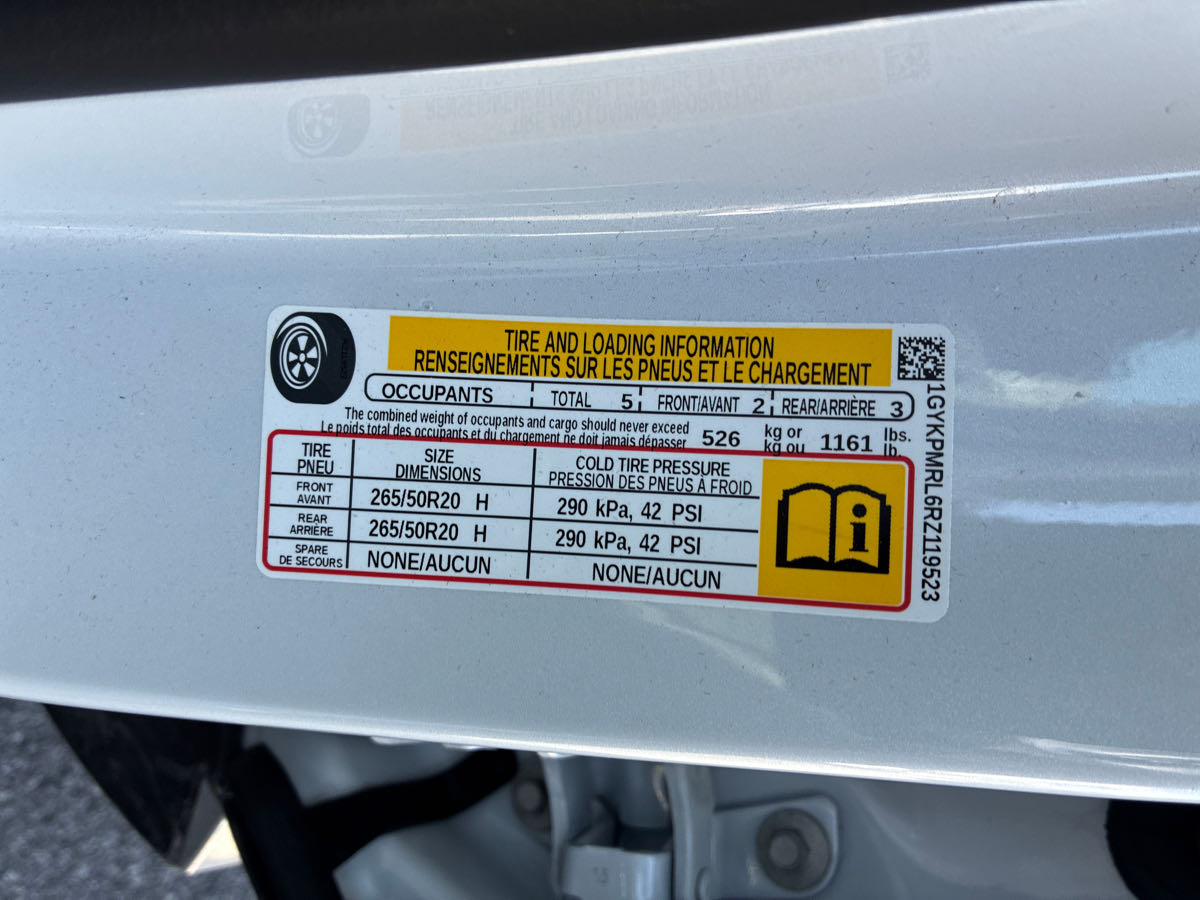 TIRE AND LOADING INFORMATION
RENSEIGNEMENTS SUR LES PNEUS ET LE CHARGEMENT
OCCUPANTS TOTAL 5 FRONT/AVANT 2 REAR/ARRIÈRE 3
The combined weight of occupants and cargo should never exceed
Le poids total des occupants et du chargement ne doit jamais dépasser
526 kg or 1161 lbs.
kg ou lb.
TIRE SIZE COLD TIRE PRESSURE
PNEU DIMENSIONS PRESSION DES PNEUS À FROID
FRONT
AVANT 265/50R20 H 290 kPa, 42 PSI
REAR
ARRIÈRE 265/50R20 H 290 kPa, 42 PSI
SPARE
DE SECOURS NONE/AUCUN NONE/AUCUN
1GYKPMRL6RZ119523